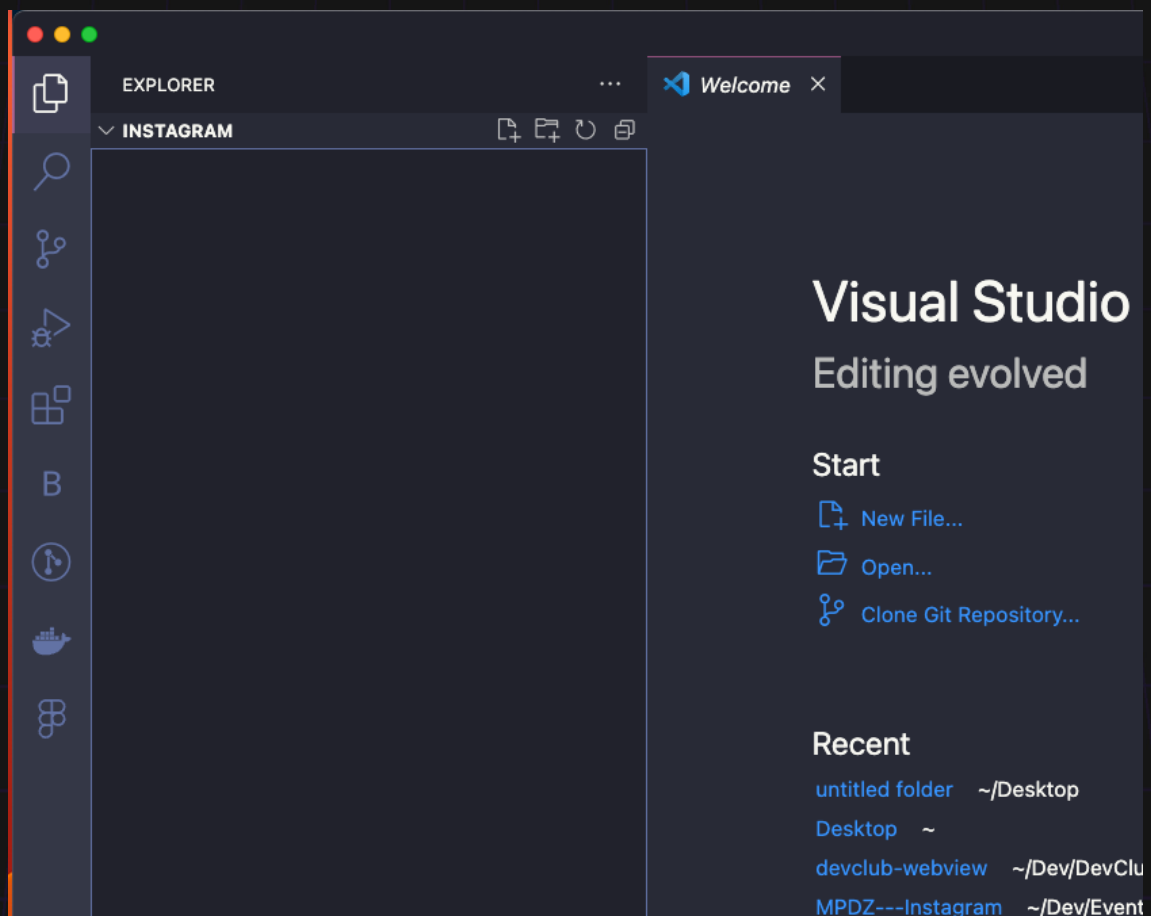 EXPLORER
INSTAGRAM
Welcome
Visual Studio
Editing evolved
Start
New File...
Open...
Clone Git Repository...
Recent
untitled folder ~/Desktop
Desktop ~
devclub-webview ~/Dev/DevClu
MPDZ---Instagram ~/Dev/Event
B